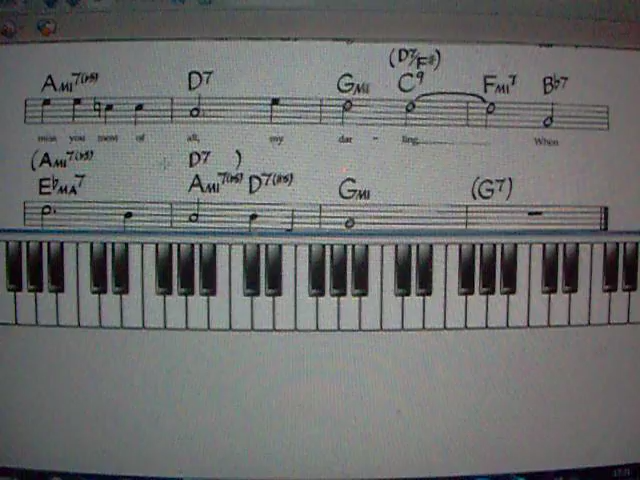 (D7/F#)
Ami7(b5) D7 Gmi C9 Fmi7 Bb7
miss you most of all, my dar - ling When
(Ami7(b5) D7 )
EbMA7 Ami7(b5) D7(#5) Gmi (G7)